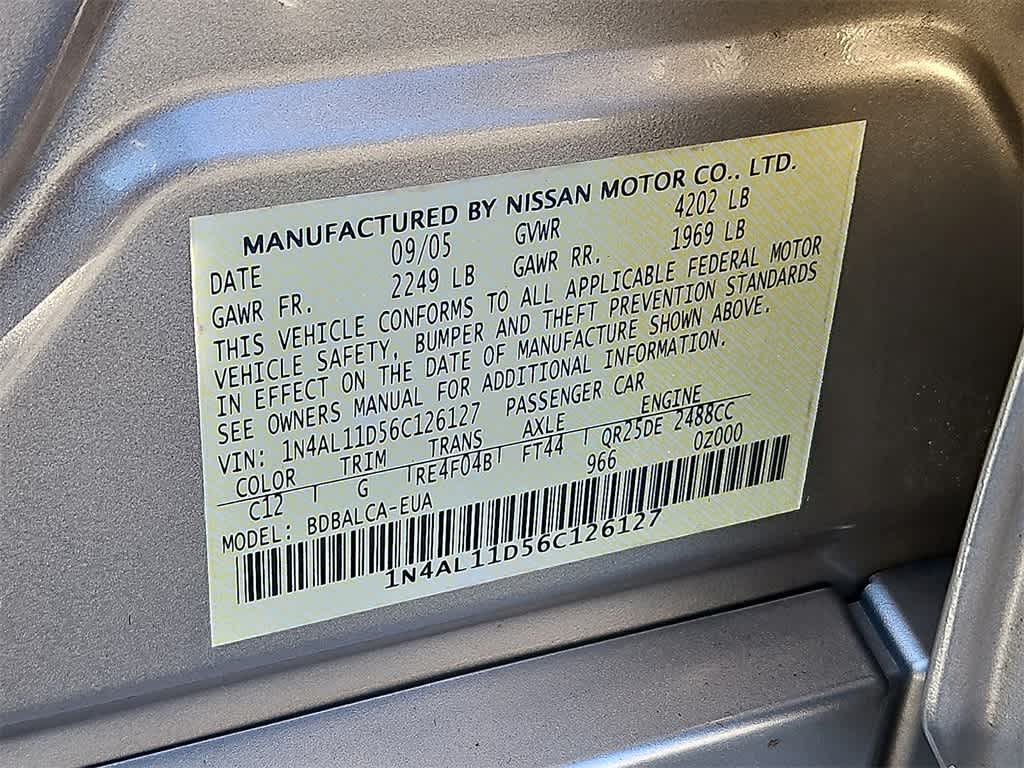 MANUFACTURED BY NISSAN MOTOR CO., LTD.
DATE 09/05 GVWR 4202 LB
GAWR FR. 2249 LB GAWR RR. 1969 LB
THIS VEHICLE CONFORMS TO ALL APPLICABLE FEDERAL MOTOR
VEHICLE SAFETY, BUMPER AND THEFT PREVENTION STANDARDS
IN EFFECT ON THE DATE OF MANUFACTURE SHOWN ABOVE.
SEE OWNERS MANUAL FOR ADDITIONAL INFORMATION.
VIN: 1N4AL11D56C126127 PASSENGER CAR
COLOR TRIM TRANS AXLE ENGINE
C12 G RE4F04B FT44 QR25DE 2488CC
MODEL: BDBALCA-EUA 966 0Z000
1N4AL11D56C126127